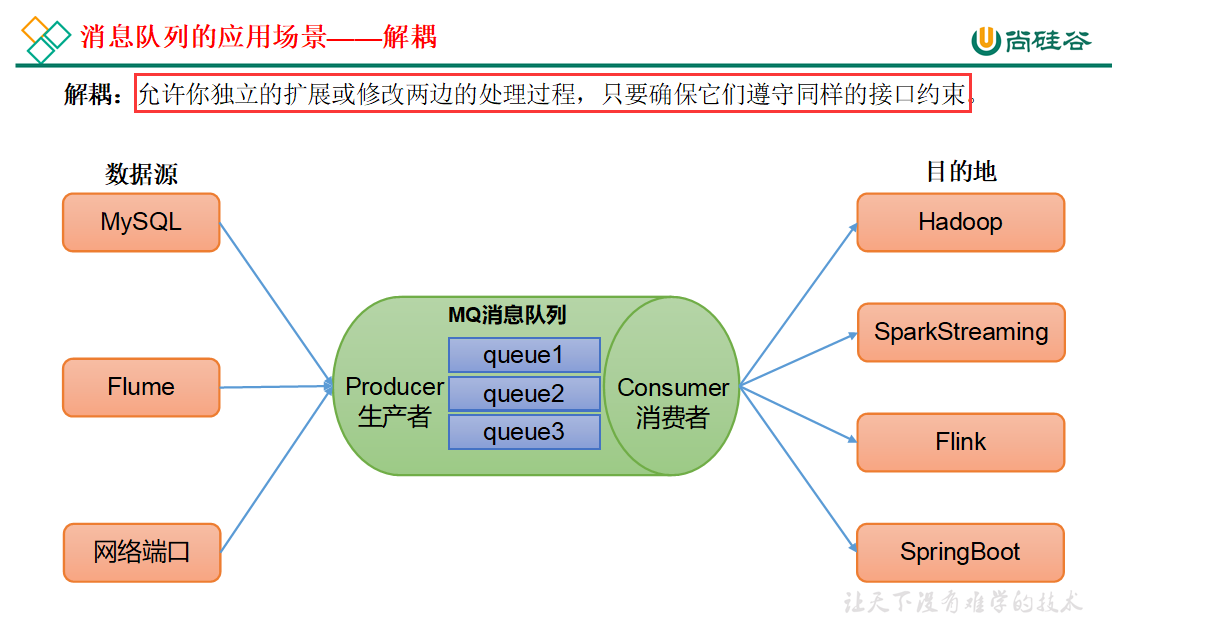 消息队列的应用场景——解耦
尚硅谷
解耦：允许你独立的扩展或修改两边的处理过程，只要确保它们遵守同样的接口约束。
数据源
目的地
MySQL
Flume
网络端口
MQ消息队列
Producer
生产者
queue1
queue2
queue3
Consumer
消费者
Hadoop
SparkStreaming
Flink
SpringBoot
让天下没有难学的技术